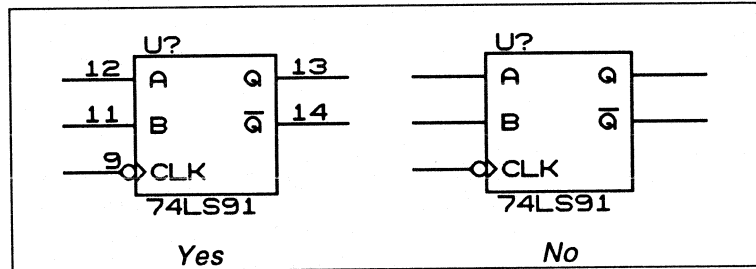 U? U?
12 A Q 13 A Q
11 B Q̅ 14 B Q̅
9 CLK CLK
74LS91 74LS91
Yes No